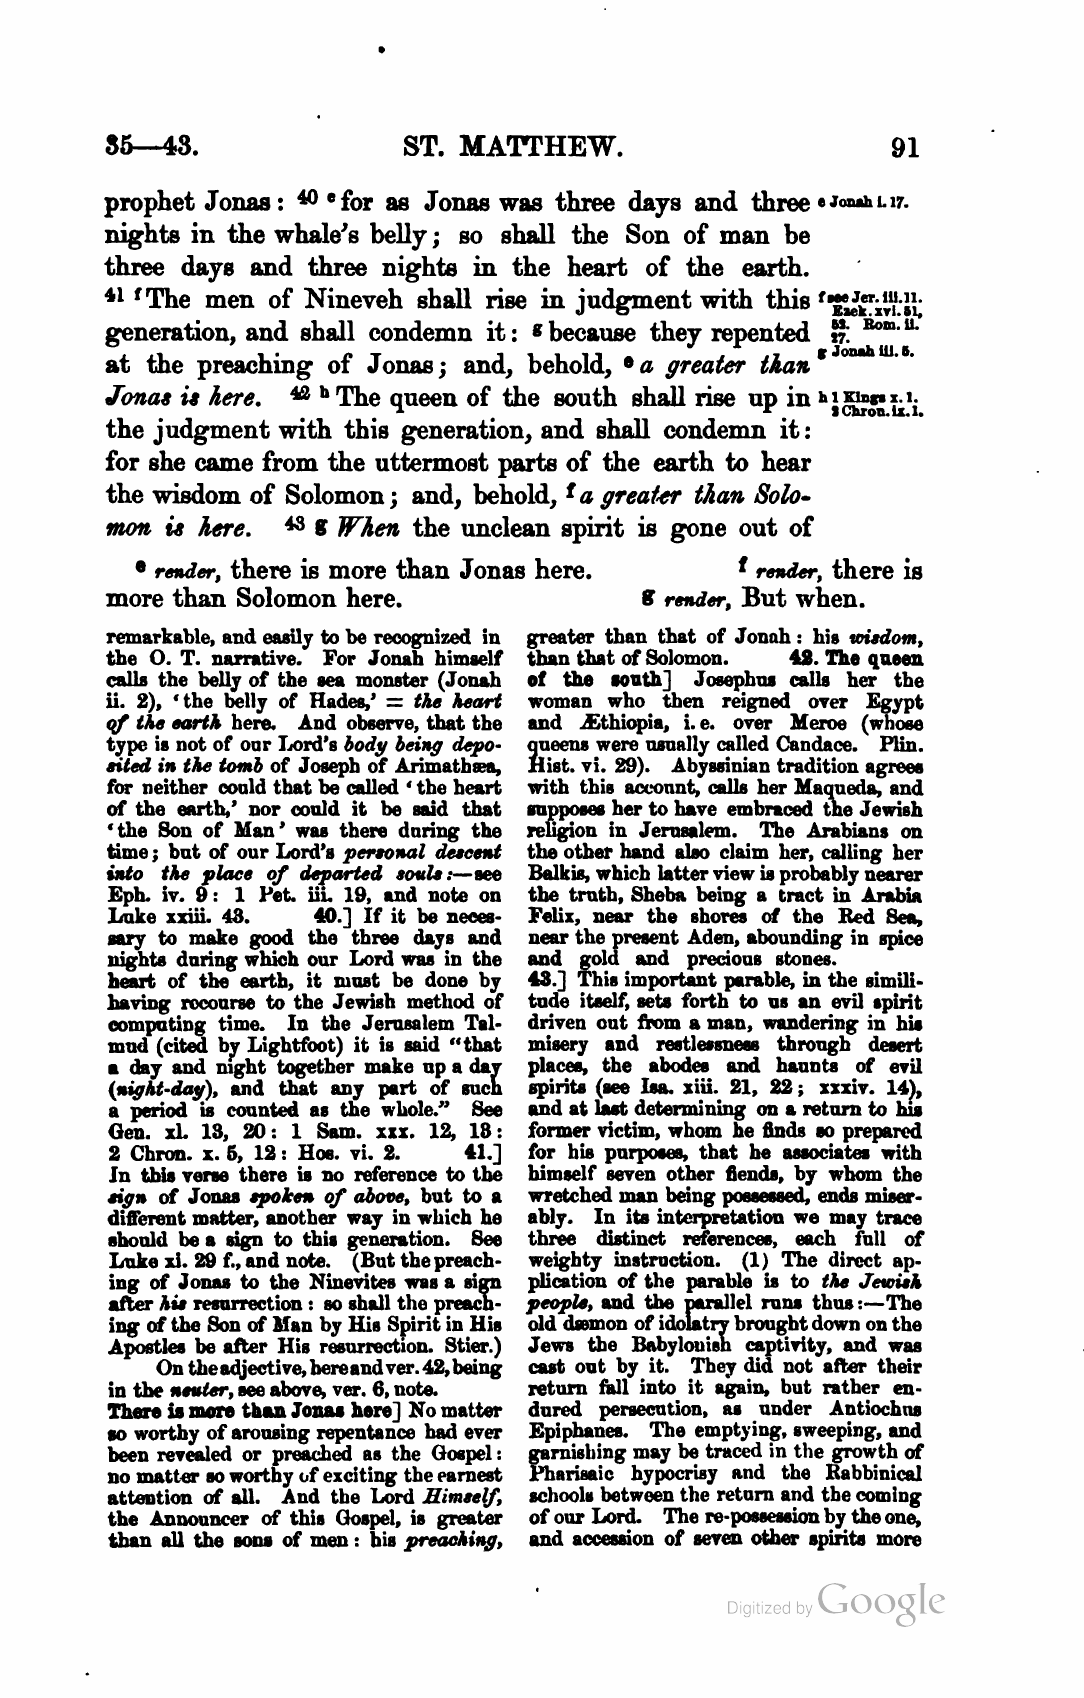 35—43. ST. MATTHEW. 91
prophet Jonas: 40 e for as Jonas was three days and three
nights in the whale's belly; so shall the Son of man be
three days and three nights in the heart of the earth.
41 f The men of Nineveh shall rise in judgment with this
generation, and shall condemn it: g because they repented
at the preaching of Jonas; and, behold, e a greater than
Jonas is here. 42 h The queen of the south shall rise up in
the judgment with this generation, and shall condemn it:
for she came from the uttermost parts of the earth to hear
the wisdom of Solomon; and, behold, f a greater than Solo-
mon is here. 43 g When the unclean spirit is gone out of
e Jonah i. 17.
f see Jer. iii. 11.
Ezek. xvi. 51,
52. Rom. ii.
27.
g Jonah iii. 5.
h 1 Kings x. 1.
2 Chron. ix. 1.
e render, there is more than Jonas here. f render, there is
more than Solomon here. g render, But when.
remarkable, and easily to be recognized in
the O. T. narrative. For Jonah himself
calls the belly of the sea monster (Jonah
ii. 2), ‘the belly of Hades,’ = the heart
of the earth here. And observe, that the
type is not of our Lord's body being depo-
sited in the tomb of Joseph of Arimathæa,
for neither could that be called ‘the heart
of the earth,’ nor could it be said that
‘the Son of Man’ was there during the
time; but of our Lord's personal descent
into the place of departed souls:—see
Eph. iv. 9: 1 Pet. iii. 19, and note on
Luke xxiii. 43. 40.] If it be neces-
sary to make good the three days and
nights during which our Lord was in the
heart of the earth, it must be done by
having recourse to the Jewish method of
computing time. In the Jerusalem Tal-
mud (cited by Lightfoot) it is said “that
a day and night together make up a day
(night-day), and that any part of such
a period is counted as the whole.” See
Gen. xl. 13, 20: 1 Sam. xxx. 12, 13:
2 Chron. x. 5, 12: Hos. vi. 2. 41.]
In this verse there is no reference to the
sign of Jonas spoken of above, but to a
different matter, another way in which he
should be a sign to this generation. See
Luke xi. 29 f., and note. (But the preach-
ing of Jonas to the Ninevites was a sign
after his resurrection: so shall the preach-
ing of the Son of Man by His Spirit in His
Apostles be after His resurrection. Stier.)
On the adjective, here and ver. 42, being
in the neuter, see above, ver. 6, note.
There is more than Jonas here] No matter
so worthy of arousing repentance had ever
been revealed or preached as the Gospel:
no matter so worthy of exciting the earnest
attention of all. And the Lord Himself,
the Announcer of this Gospel, is greater
than all the sons of men: his preaching,
greater than that of Jonah: his wisdom,
than that of Solomon. 42. The queen
of the south] Josephus calls her the
woman who then reigned over Egypt
and Æthiopia, i. e. over Meroe (whose
queens were usually called Candace. Plin.
Hist. vi. 29). Abyssinian tradition agrees
with this account, calls her Maqueda, and
supposes her to have embraced the Jewish
religion in Jerusalem. The Arabians on
the other hand also claim her, calling her
Balkis, which latter view is probably nearer
the truth, Sheba being a tract in Arabia
Felix, near the shores of the Red Sea,
near the present Aden, abounding in spice
and gold and precious stones.
43.] This important parable, in the simili-
tude itself, sets forth to us an evil spirit
driven out from a man, wandering in his
misery and restlessness through desert
places, the abodes and haunts of evil
spirits (see Isa. xiii. 21, 22; xxxiv. 14),
and at last determining on a return to his
former victim, whom he finds so prepared
for his purposes, that he associates with
himself seven other fiends, by whom the
wretched man being possessed, ends miser-
ably. In its interpretation we may trace
three distinct references, each full of
weighty instruction. (1) The direct ap-
plication of the parable is to the Jewish
people, and the parallel runs thus:—The
old dæmon of idolatry brought down on the
Jews the Babylonish captivity, and was
cast out by it. They did not after their
return fall into it again, but rather en-
dured persecution, as under Antiochus
Epiphanes. The emptying, sweeping, and
garnishing may be traced in the growth of
Pharisaic hypocrisy and the Rabbinical
schools between the return and the coming
of our Lord. The re-possession by the one,
and accession of seven other spirits more
Digitized by Google